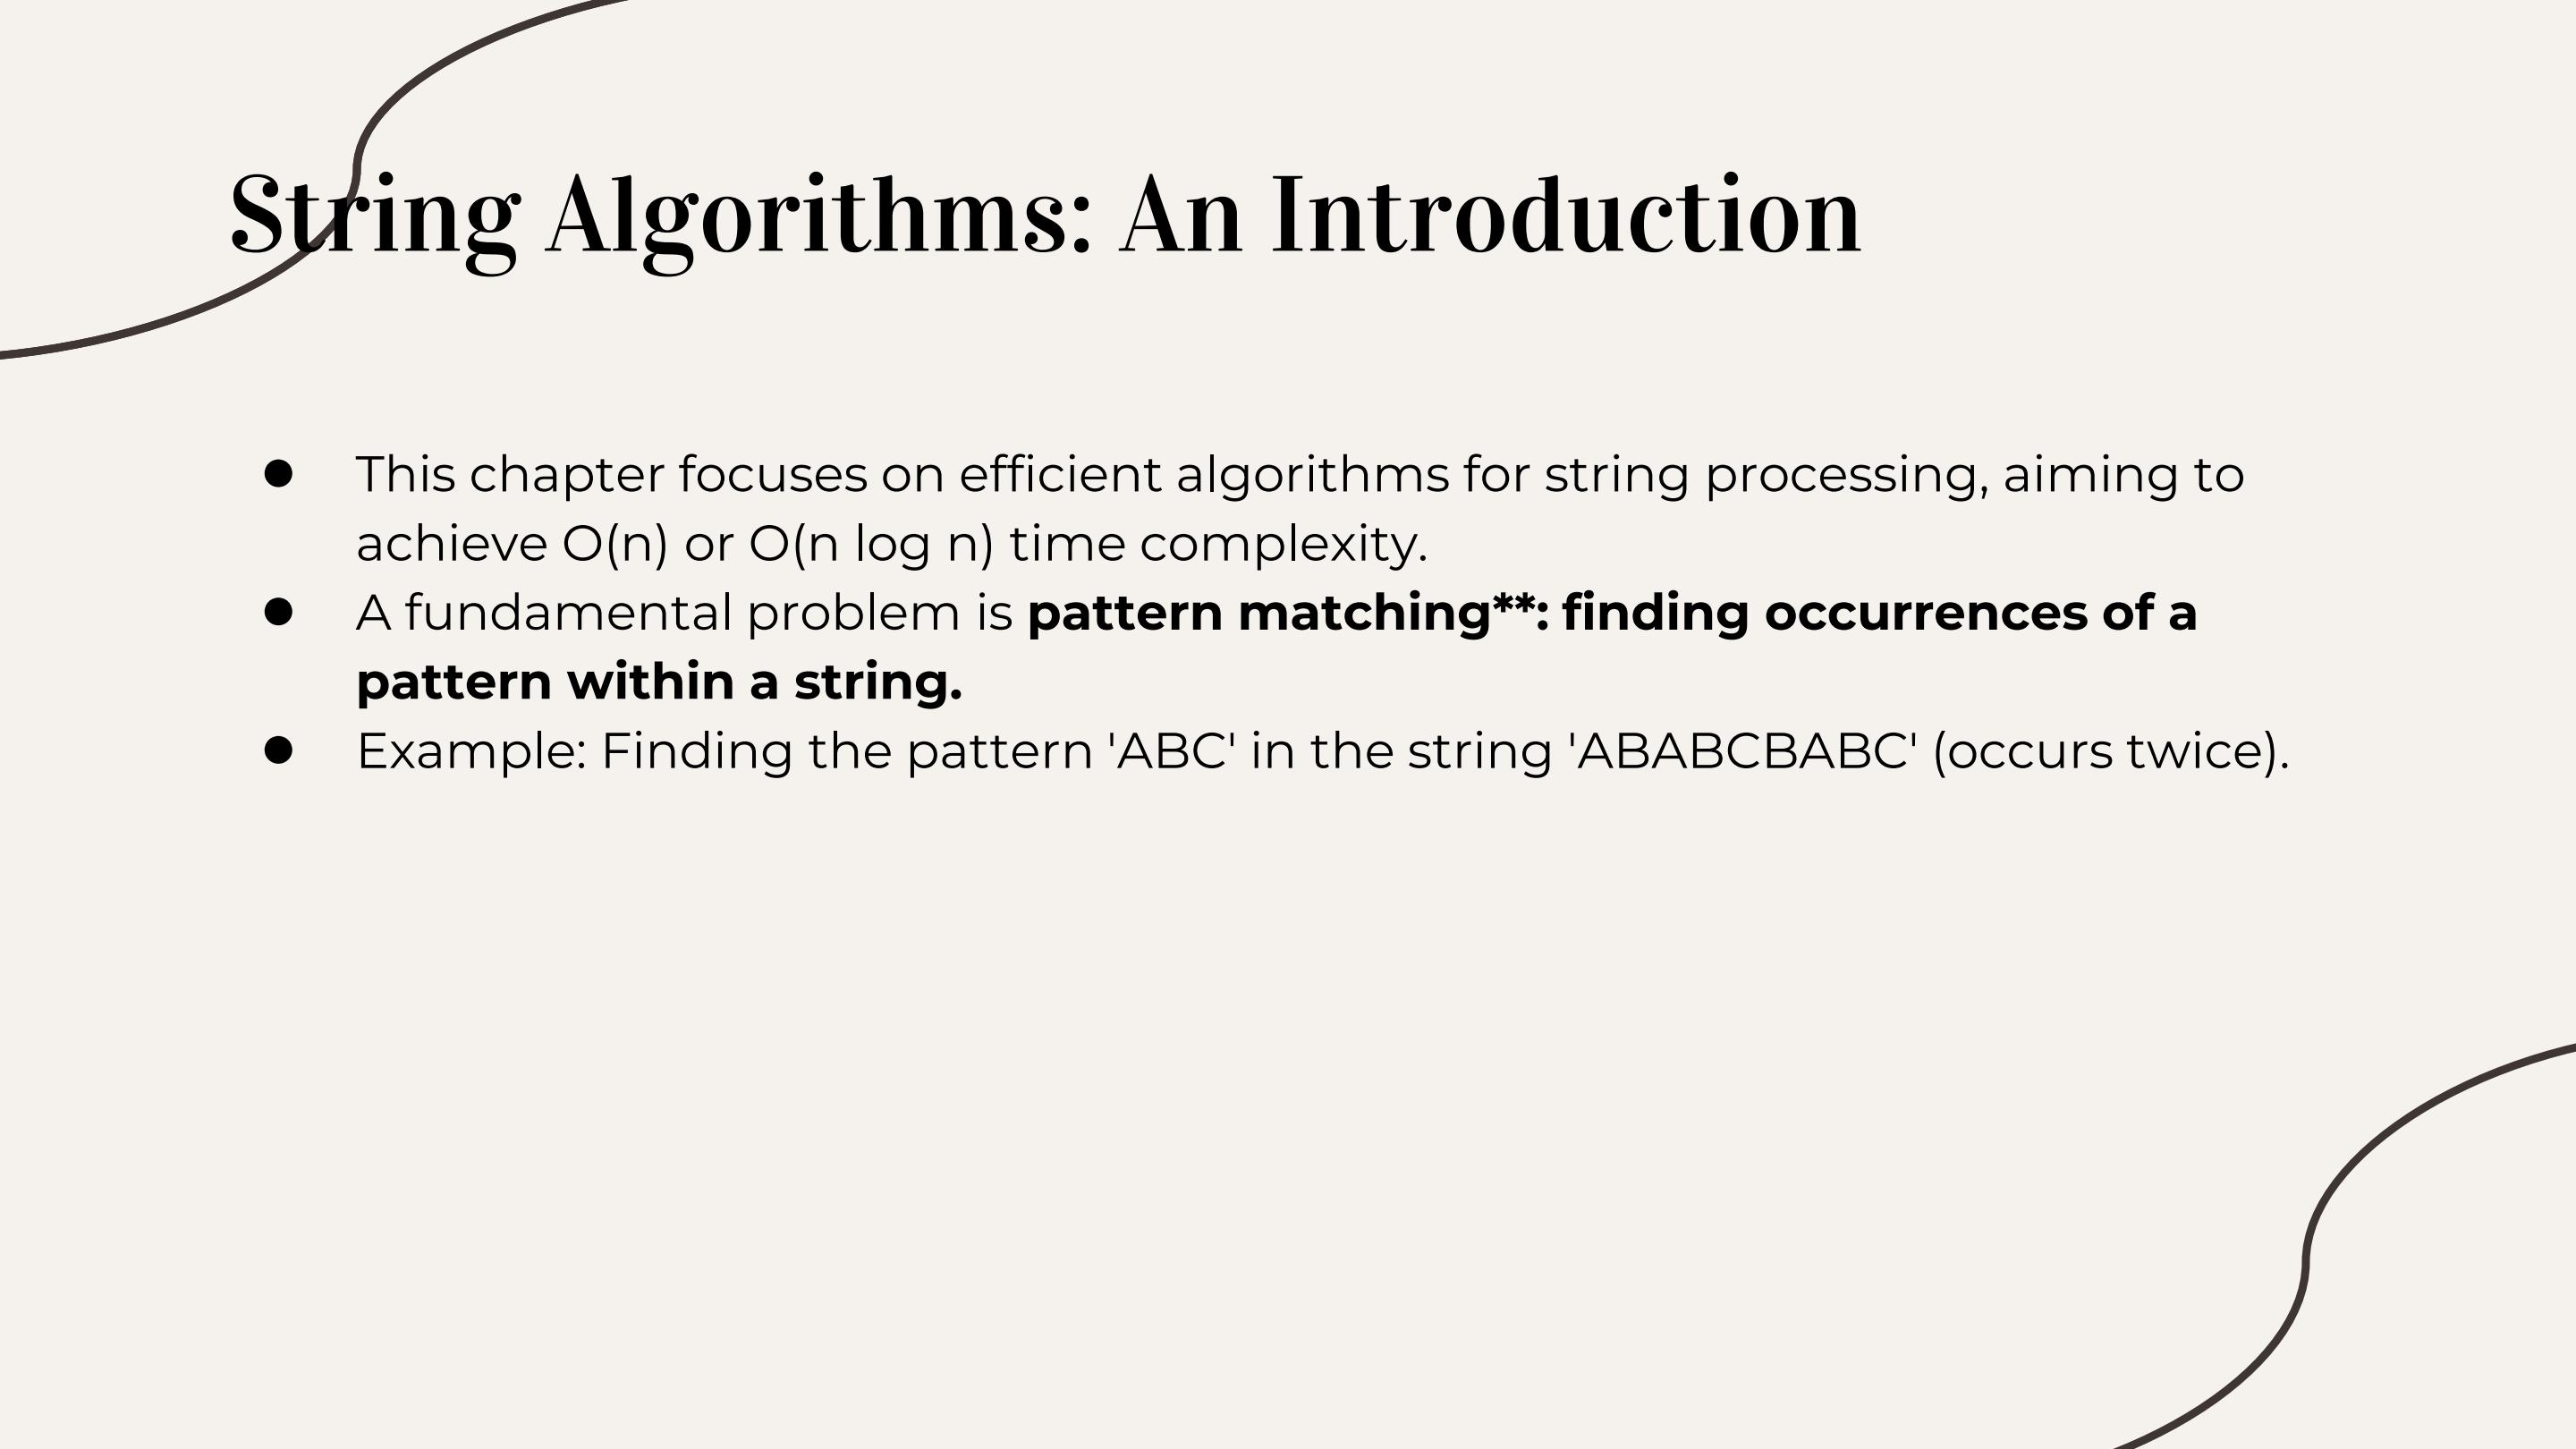 String Algorithms: An Introduction
● This chapter focuses on efficient algorithms for string processing, aiming to
achieve O(n) or O(n log n) time complexity.
● A fundamental problem is pattern matching**: finding occurrences of a
pattern within a string.
● Example: Finding the pattern 'ABC' in the string 'ABABCBABC' (occurs twice).